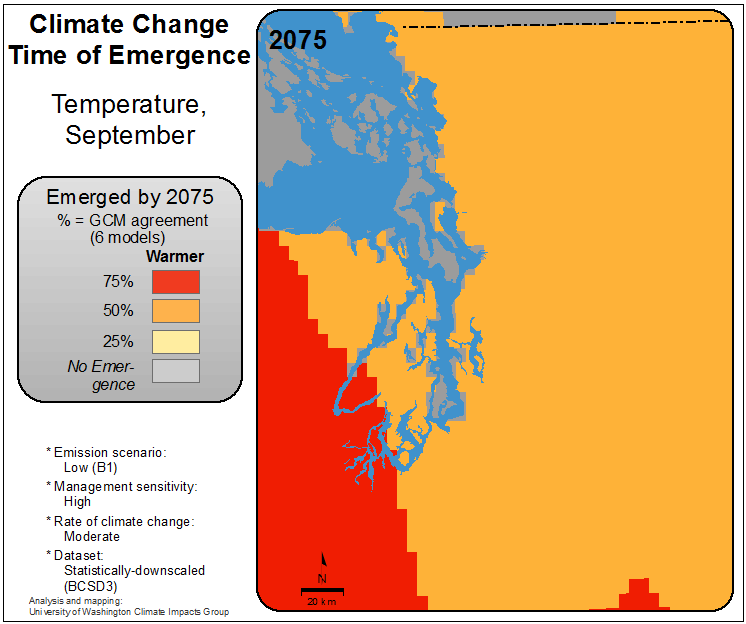 Climate Change
Time of Emergence
Temperature,
September
Emerged by 2075
% = GCM agreement
(6 models)
Warmer
75%
50%
25%
No Emer-
gence
* Emission scenario:
Low (B1)
* Management sensitivity:
High
* Rate of climate change:
Moderate
* Dataset:
Statistically-downscaled
(BCSD3)
Analysis and mapping:
University of Washington Climate Impacts Group
2075
N
20 km